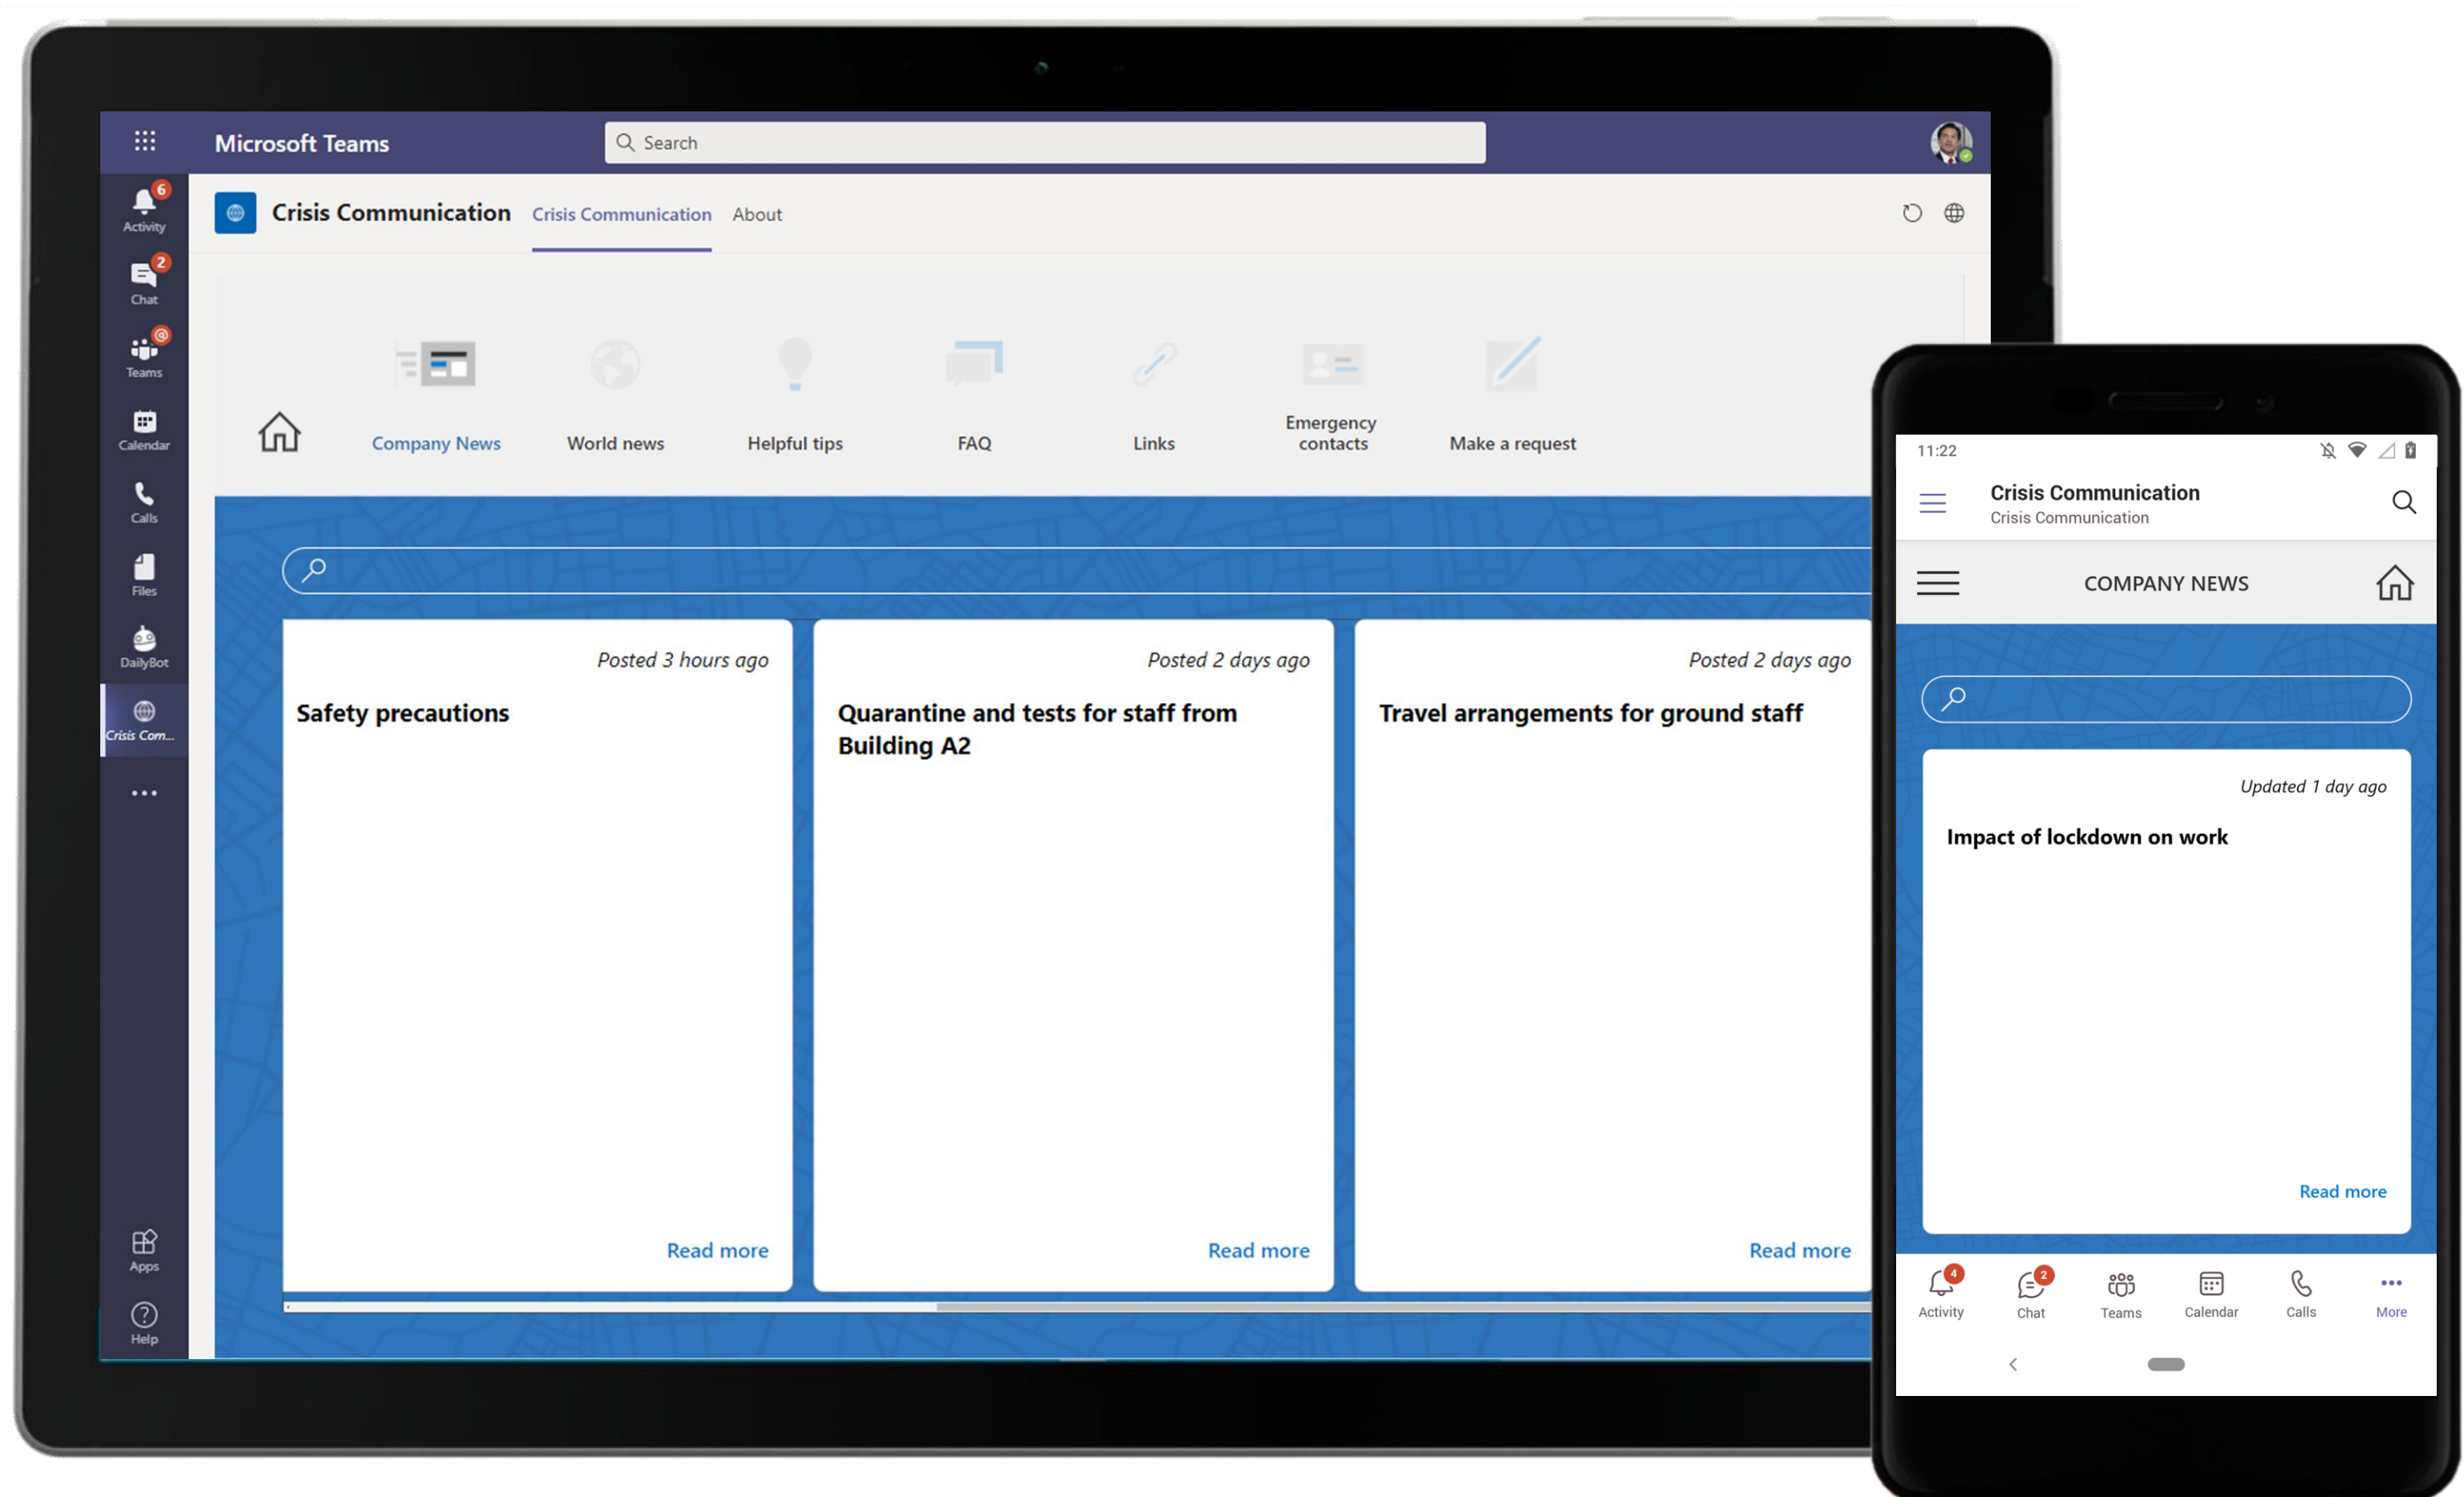 Microsoft Teams
Search
6
Activity
2
Chat
@
Teams
Calendar
Calls
Files
DailyBot
Crisis Com...
Apps
Help
Crisis Communication Crisis Communication About
Company News
World news
Helpful tips
FAQ
Links
Emergency
contacts
Make a request
Posted 3 hours ago
Safety precautions
Read more
Posted 2 days ago
Quarantine and tests for staff from
Building A2
Read more
Posted 2 days ago
Travel arrangements for ground staff
Read more
11:22
Crisis Communication
Crisis Communication
COMPANY NEWS
Updated 1 day ago
Impact of lockdown on work
Read more
4
Activity
2
Chat
Teams
Calendar
Calls
More